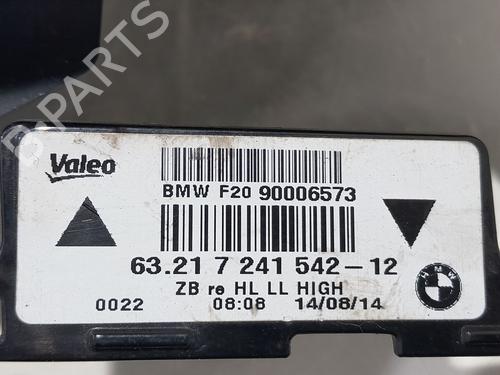 B-PARTS
Valeo
BMW F20 90006573
63.21 7 241 542-12
ZB re HL LL HIGH
0022 08:08 14/08/14
BMW